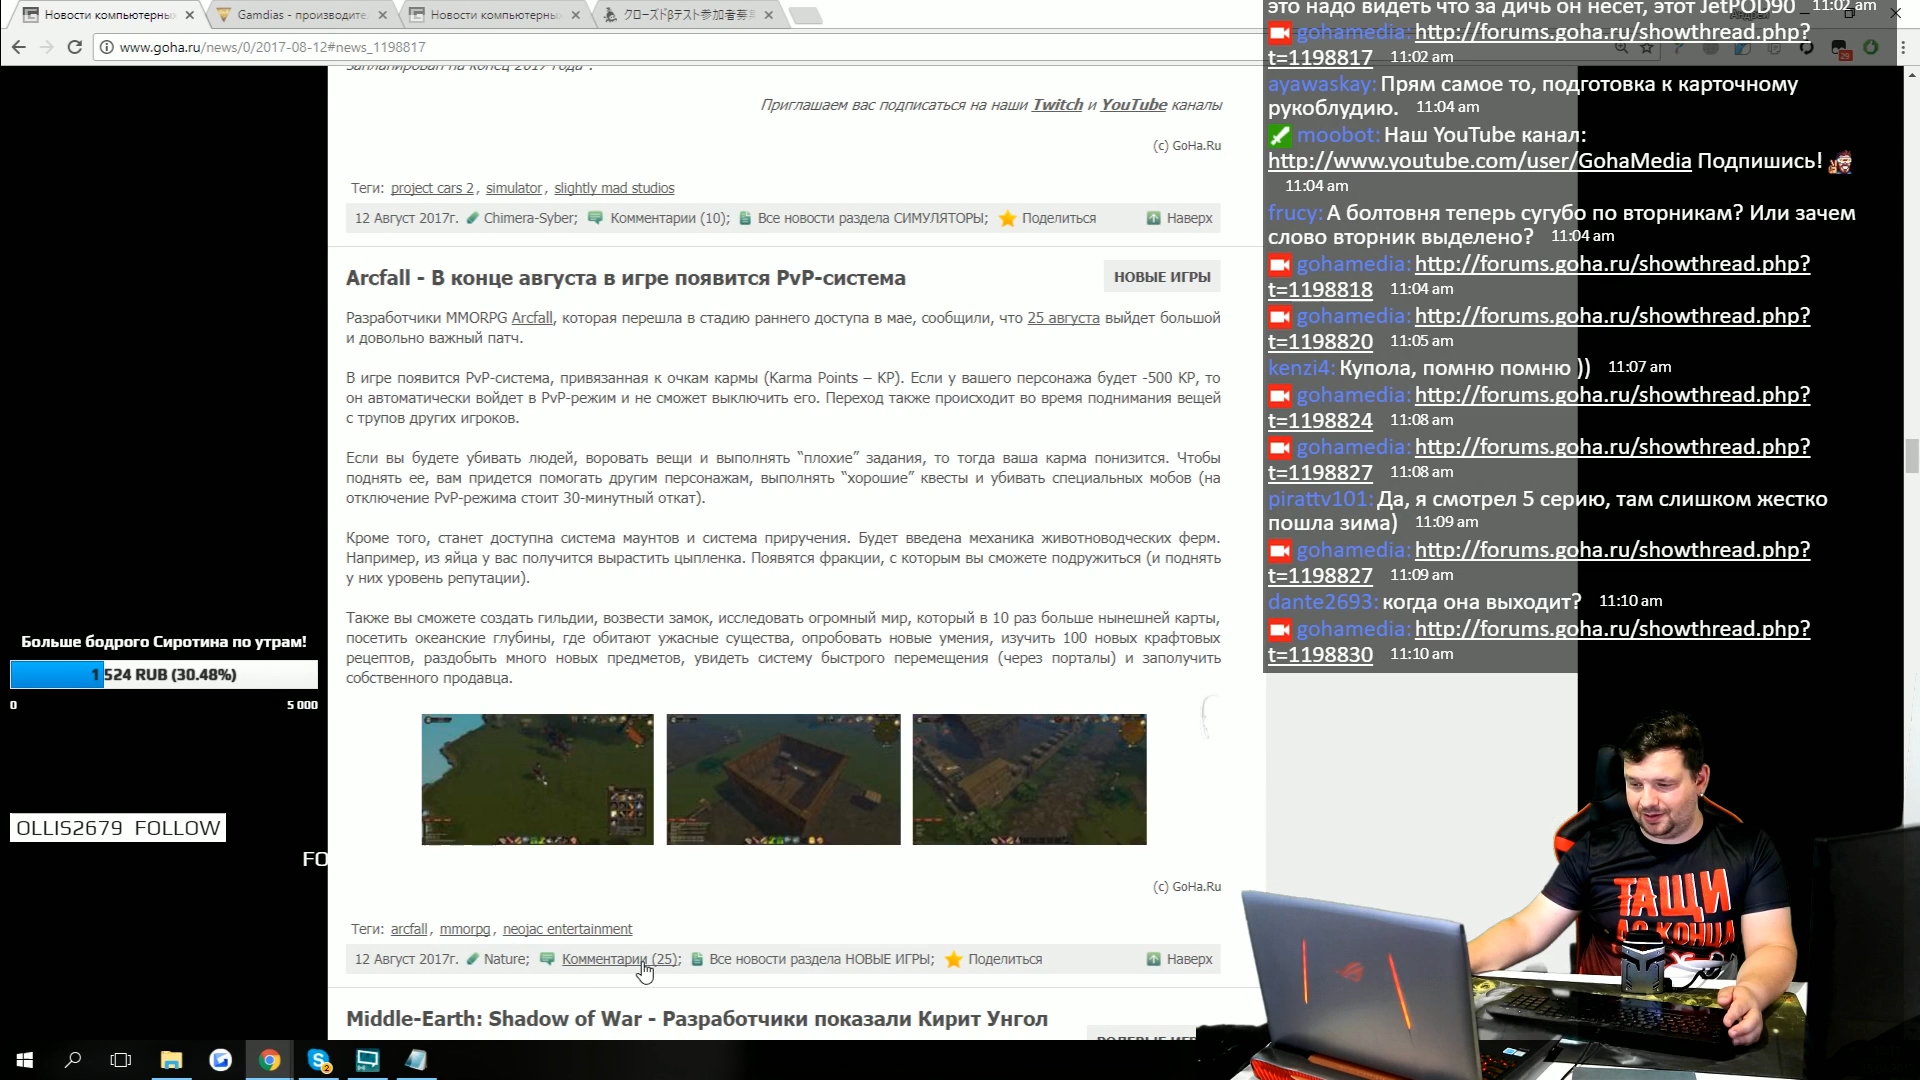 Новости компьютерны
Gamdias - производите
Новости компьютерны
クローズドβテスト参加者募
www.goha.ru/news/0/2017-08-12#news_1198817
Запланирован на конец 2017 года".
Приглашаем вас подписаться на наши Twitch и YouTube каналы
(c) GoHa.Ru
Теги: project cars 2, simulator, slightly mad studios
12 Август 2017г. Chimera-Syber; Комментарии (10); Все новости раздела СИМУЛЯТОРЫ; Поделиться Наверх
Arcfall - В конце августа в игре появится PvP-система
НОВЫЕ ИГРЫ
Разработчики MMORPG Arcfall, которая перешла в стадию раннего доступа в мае, сообщили, что 25 августа выйдет большой
и довольно важный патч.
В игре появится PvP-система, привязанная к очкам кармы (Karma Points – KP). Если у вашего персонажа будет -500 KP, то
он автоматически войдет в PvP-режим и не сможет выключить его. Переход также происходит во время поднимания вещей
с трупов других игроков.
Если вы будете убивать людей, воровать вещи и выполнять “плохие” задания, то тогда ваша карма понизится. Чтобы
поднять ее, вам придется помогать другим персонажам, выполнять “хорошие” квесты и убивать специальных мобов (на
отключение PvP-режима стоит 30-минутный откат).
Кроме того, станет доступна система маунтов и система приручения. Будет введена механика животноводческих ферм.
Например, из яйца у вас получится вырастить цыпленка. Появятся фракции, с которым вы сможете подружиться (и поднять
у них уровень репутации).
Также вы сможете создать гильдии, возвести замок, исследовать огромный мир, который в 10 раз больше нынешней карты,
посетить океанские глубины, где обитают ужасные существа, опробовать новые умения, изучить 100 новых крафтовых
рецептов, раздобыть много новых предметов, увидеть систему быстрого перемещения (через порталы) и заполучить
собственного продавца.
(c) GoHa.Ru
Теги: arcfall, mmorpg, neojac entertainment
12 Август 2017г. Nature; Комментарии (25); Все новости раздела НОВЫЕ ИГРЫ; Поделиться Наверх
Middle-Earth: Shadow of War - Разработчики показали Кирит Унгол
РОЛЕВЫЕ ИГ
Больше бодрого Сиротина по утрам!
1 524 RUB (30.48%)
0 5 000
OLLIS2679 FOLLOW
FO
это надо видеть что за дичь он несет, этот JetPOD90 11:02 am
gohamedia: http://forums.goha.ru/showthread.php?
t=1198817 11:02 am
ayawaskay: Прям самое то, подготовка к карточному
рукоблудию. 11:04 am
moobot: Наш YouTube канал:
http://www.youtube.com/user/GohaMedia Подпишись!
11:04 am
frucy: А болтовня теперь сугубо по вторникам? Или зачем
слово вторник выделено? 11:04 am
gohamedia: http://forums.goha.ru/showthread.php?
t=1198818 11:04 am
gohamedia: http://forums.goha.ru/showthread.php?
t=1198820 11:05 am
kenzi4: Купола, помню помню )) 11:07 am
gohamedia: http://forums.goha.ru/showthread.php?
t=1198824 11:08 am
gohamedia: http://forums.goha.ru/showthread.php?
t=1198827 11:08 am
pirattv101: Да, я смотрел 5 серию, там слишком жестко
пошла зима) 11:09 am
gohamedia: http://forums.goha.ru/showthread.php?
t=1198827 11:09 am
dante2693: когда она выходит? 11:10 am
gohamedia: http://forums.goha.ru/showthread.php?
t=1198830 11:10 am
ТАЩИ
ДО КОНЦА